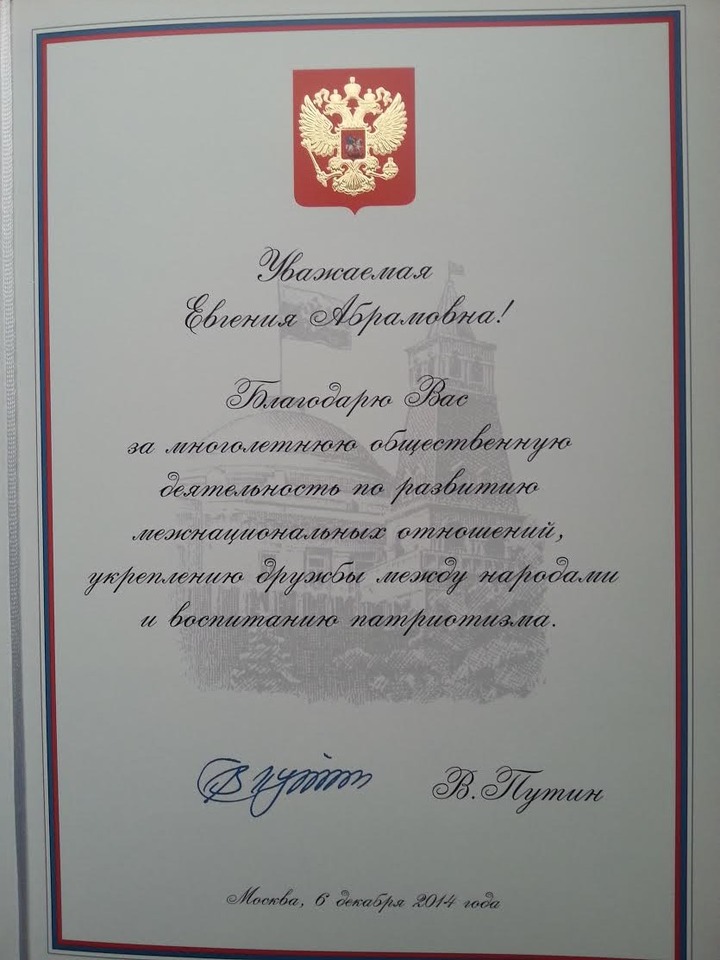 Уважаемая
Евгения Абрамовна!
Благодарю Вас
за многолетнюю общественную
деятельность по развитию
межнациональных отношений,
укреплению дружбы между народами
и воспитанию патриотизма.
В Путин
В. Путин
Москва, 6 декабря 2014 года